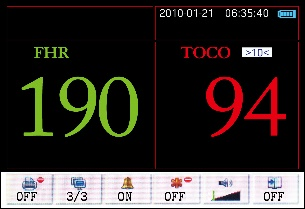 2010 01 21 06:35:40
FHR TOCO >10<
190 94
OFF 3/3 ON OFF OFF